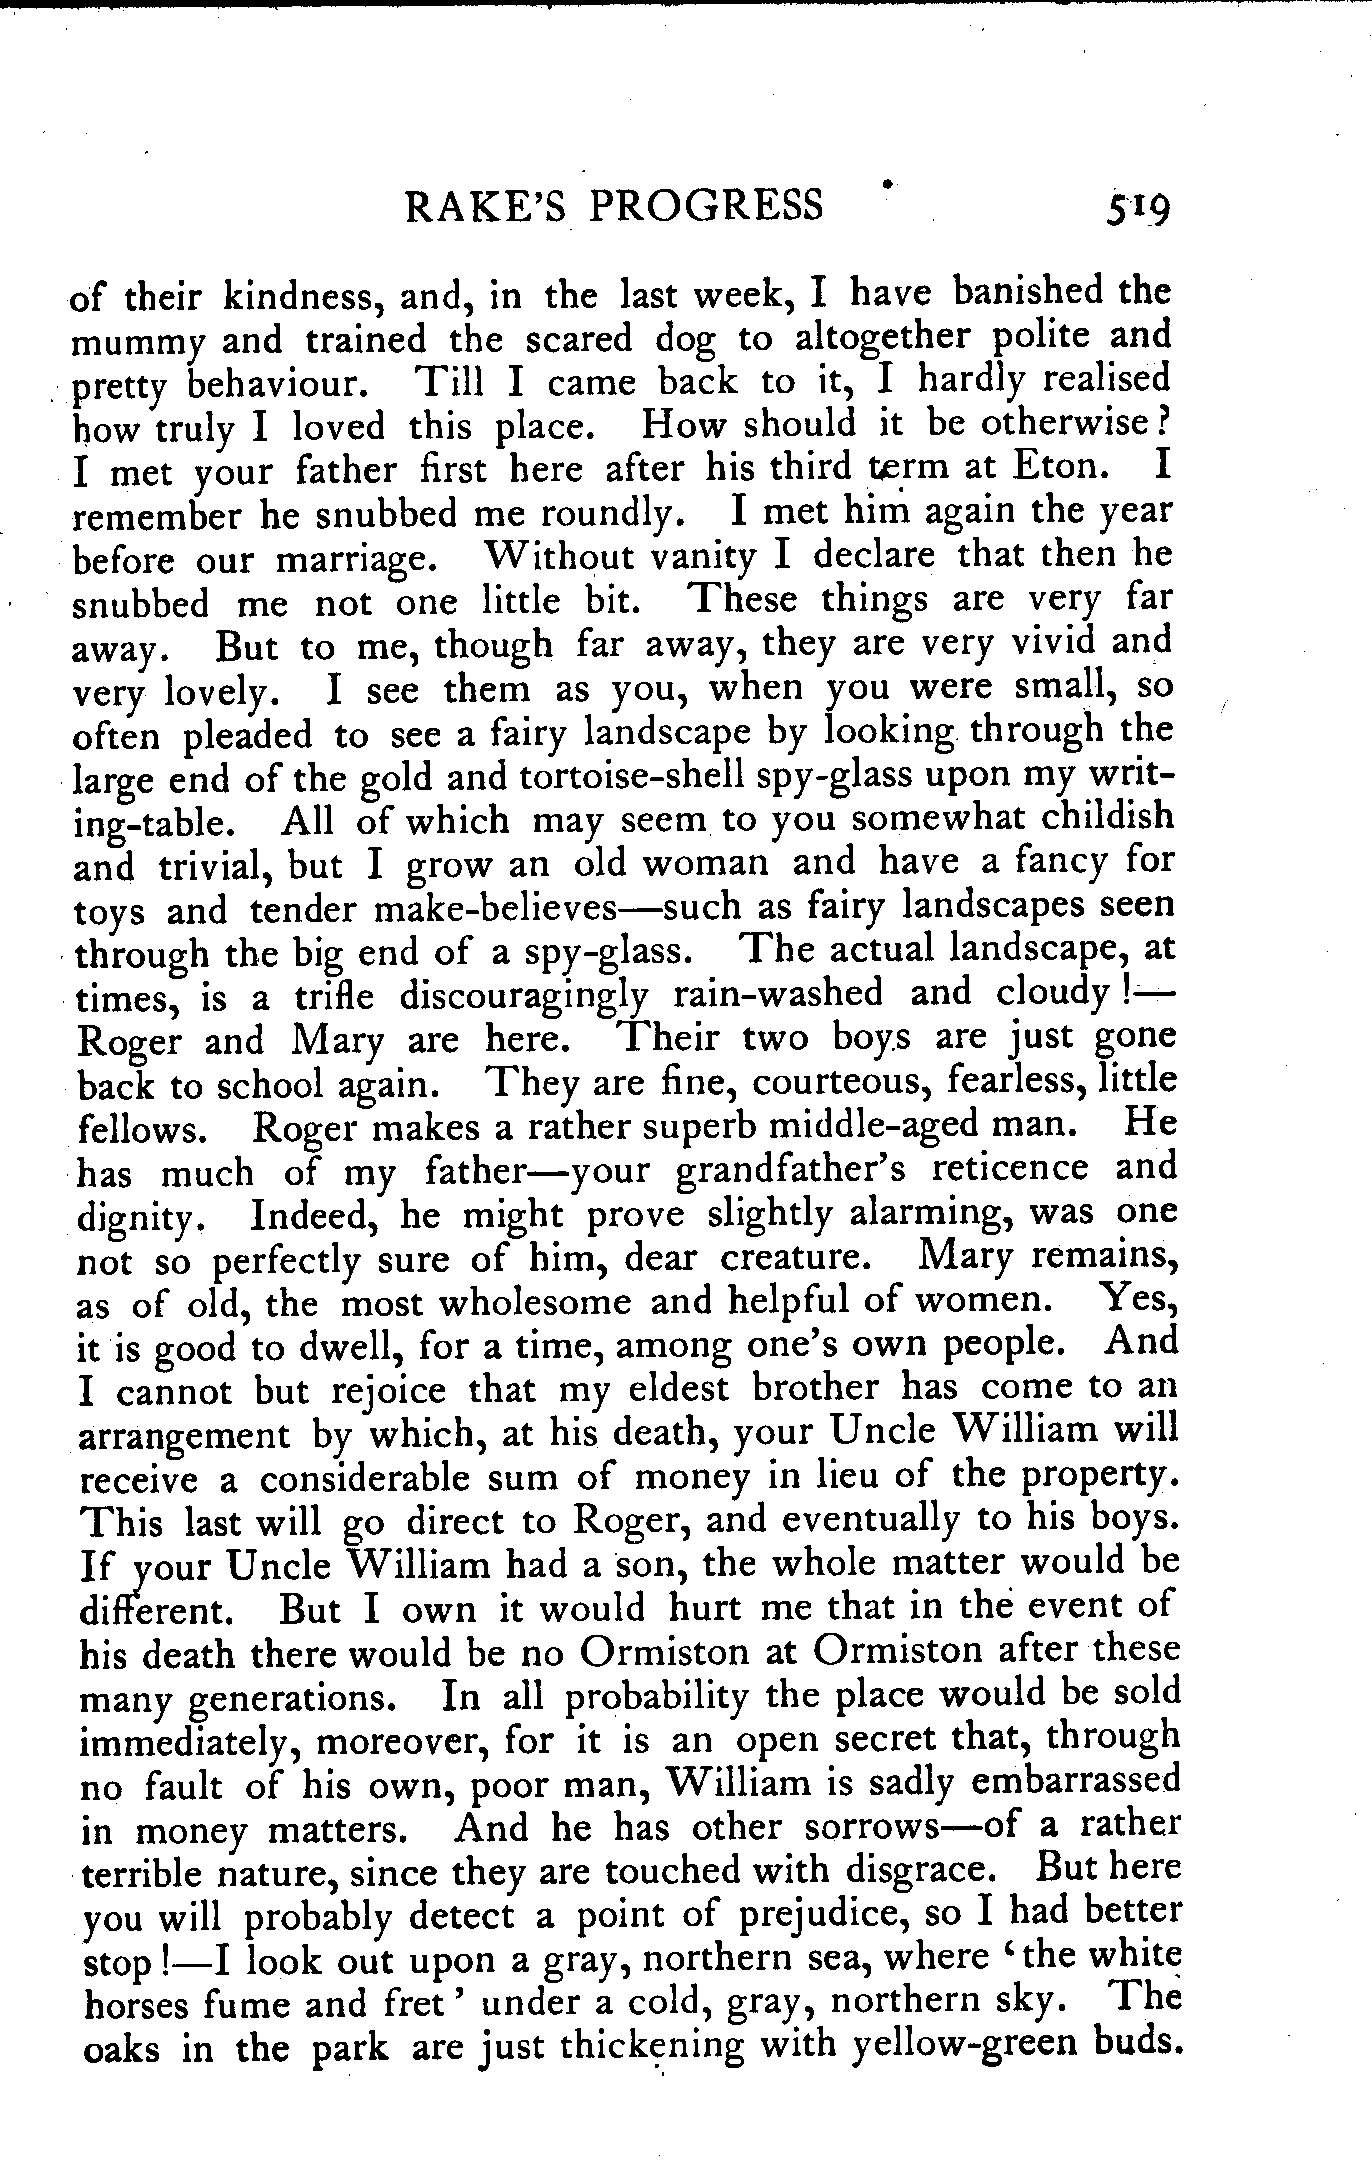 RAKE'S PROGRESS 519
of their kindness, and, in the last week, I have banished the
mummy and trained the scared dog to altogether polite and
pretty behaviour. Till I came back to it, I hardly realised
how truly I loved this place. How should it be otherwise?
I met your father first here after his third term at Eton. I
remember he snubbed me roundly. I met him again the year
before our marriage. Without vanity I declare that then he
snubbed me not one little bit. These things are very far
away. But to me, though far away, they are very vivid and
very lovely. I see them as you, when you were small, so
often pleaded to see a fairy landscape by looking through the
large end of the gold and tortoise-shell spy-glass upon my writ-
ing-table. All of which may seem to you somewhat childish
and trivial, but I grow an old woman and have a fancy for
toys and tender make-believes—such as fairy landscapes seen
through the big end of a spy-glass. The actual landscape, at
times, is a trifle discouragingly rain-washed and cloudy!—
Roger and Mary are here. Their two boys are just gone
back to school again. They are fine, courteous, fearless, little
fellows. Roger makes a rather superb middle-aged man. He
has much of my father—your grandfather's reticence and
dignity. Indeed, he might prove slightly alarming, was one
not so perfectly sure of him, dear creature. Mary remains,
as of old, the most wholesome and helpful of women. Yes,
it is good to dwell, for a time, among one's own people. And
I cannot but rejoice that my eldest brother has come to an
arrangement by which, at his death, your Uncle William will
receive a considerable sum of money in lieu of the property.
This last will go direct to Roger, and eventually to his boys.
If your Uncle William had a son, the whole matter would be
different. But I own it would hurt me that in the event of
his death there would be no Ormiston at Ormiston after these
many generations. In all probability the place would be sold
immediately, moreover, for it is an open secret that, through
no fault of his own, poor man, William is sadly embarrassed
in money matters. And he has other sorrows—of a rather
terrible nature, since they are touched with disgrace. But here
you will probably detect a point of prejudice, so I had better
stop!—I look out upon a gray, northern sea, where ‘the white
horses fume and fret’ under a cold, gray, northern sky. The
oaks in the park are just thickening with yellow-green buds.